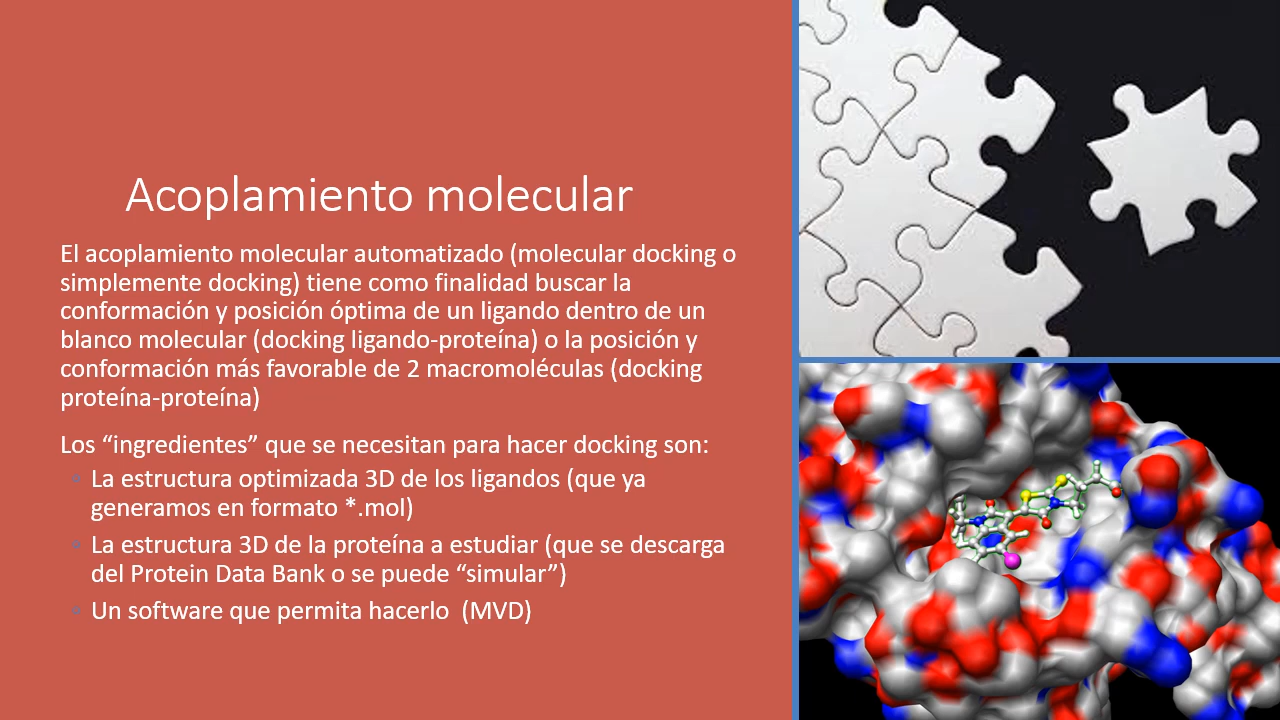 Acoplamiento molecular
El acoplamiento molecular automatizado (molecular docking o
simplemente docking) tiene como finalidad buscar la
conformación y posición óptima de un ligando dentro de un
blanco molecular (docking ligando-proteína) o la posición y
conformación más favorable de 2 macromoléculas (docking
proteína-proteína)
Los “ingredientes” que se necesitan para hacer docking son:
▫ La estructura optimizada 3D de los ligandos (que ya
generamos en formato *.mol)
▫ La estructura 3D de la proteína a estudiar (que se descarga
del Protein Data Bank o se puede “simular”)
▫ Un software que permita hacerlo  (MVD)